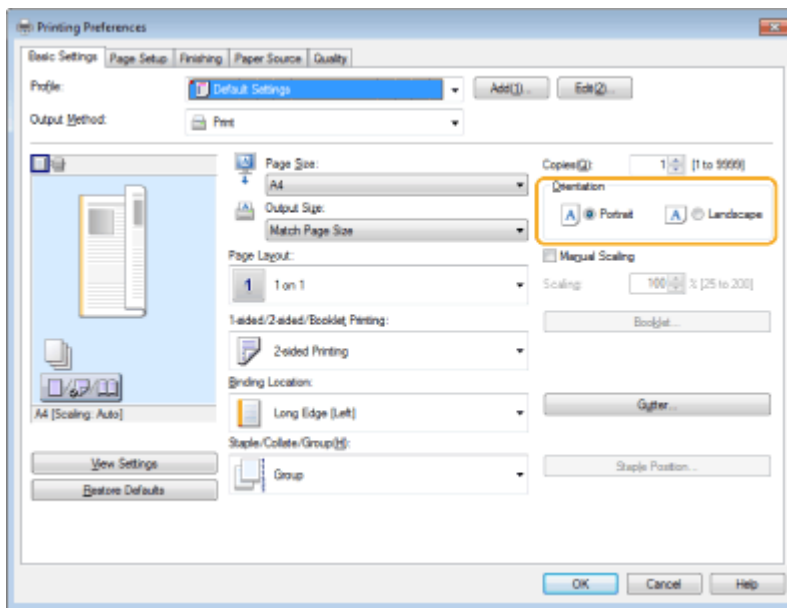 Printing Preferences
Basic Settings Page Setup Finishing Paper Source Quality
Profile: Default Settings Add(1)... Edit(2)...
Output Method: Print
Page Size: Copies(Q): 1 [1 to 9999]
A4 Orientation
Output Size: A Portrait A Landscape
Match Page Size
Page Layout: Manual Scaling
1 1 on 1 Scaling: 100 % [25 to 200]
1-sided/2-sided/Booklet Printing: Booklet...
2-sided Printing
Binding Location:
A4 [Scaling: Auto] Long Edge (Left) Gutter...
Staple/Collate/Group(H):
View Settings Group Staple Position...
Restore Defaults
OK Cancel Help